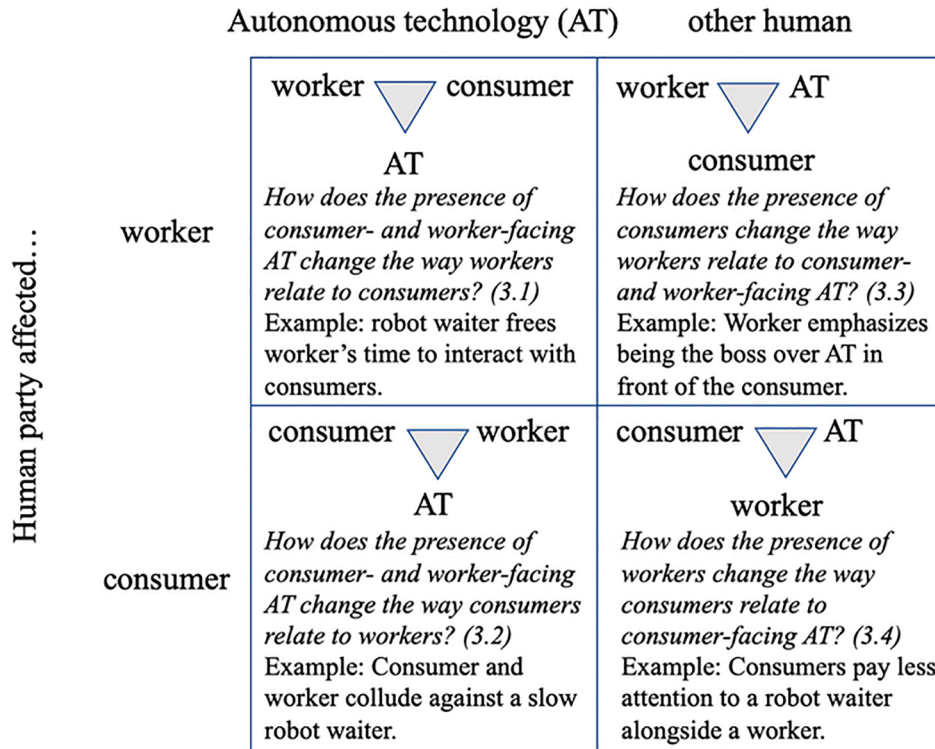 Autonomous technology (AT) other human
Human party affected...
worker
worker consumer
AT
How does the presence of
consumer- and worker-facing
AT change the way workers
relate to consumers? (3.1)
Example: robot waiter frees
worker's time to interact with
consumers.
worker AT
consumer
How does the presence of
consumers change the way
workers relate to consumer-
and worker-facing AT? (3.3)
Example: Worker emphasizes
being the boss over AT in
front of the consumer.
consumer
consumer worker
AT
How does the presence of
consumer- and worker-facing
AT change the way consumers
relate to workers? (3.2)
Example: Consumer and
worker collude against a slow
robot waiter.
consumer AT
worker
How does the presence of
workers change the way
consumers relate to
consumer-facing AT? (3.4)
Example: Consumers pay less
attention to a robot waiter
alongside a worker.